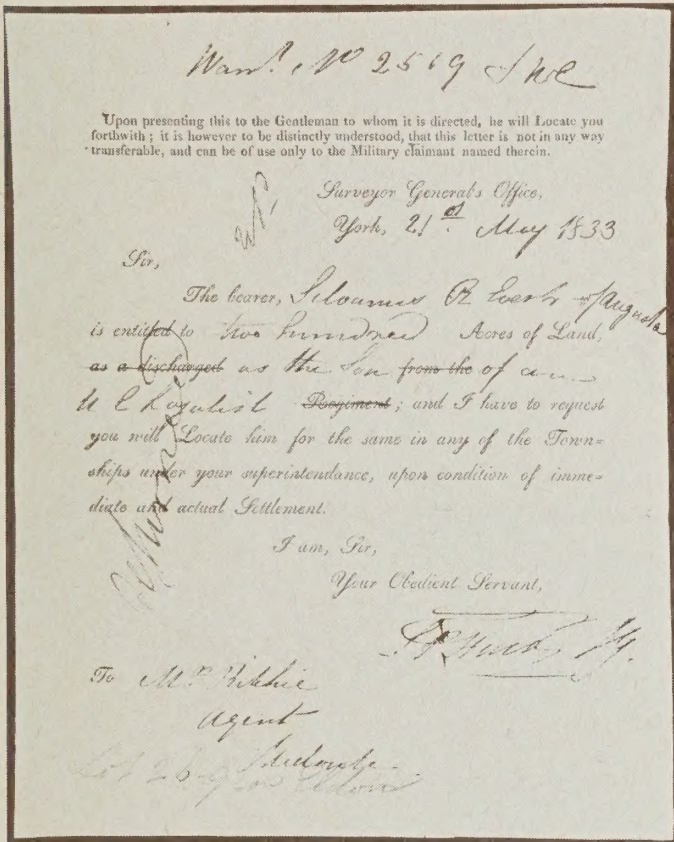 Warrt. No 2519
Upon presenting this to the Gentleman to whom it is directed, he will Locate you
forthwith; it is however to be distinctly understood, that this letter is not in any way
transferable, and can be of use only to the Military claimant named therein.
Surveyor General's Office,
York, 21st. May 1833
Sir,
The bearer, of Augusta
is entitled to two hundred Acres of Land,
as a discharged as the Son from the of a
U E Loyalist Regiment; and I have to request
you will Locate him for the same in any of the Town=
ships under your superintendance, upon condition of imme-
diate and actual Settlement.
I am, Sir,
Your Obedient Servant,
To Mr. Ritchie
Agent
Lot 26